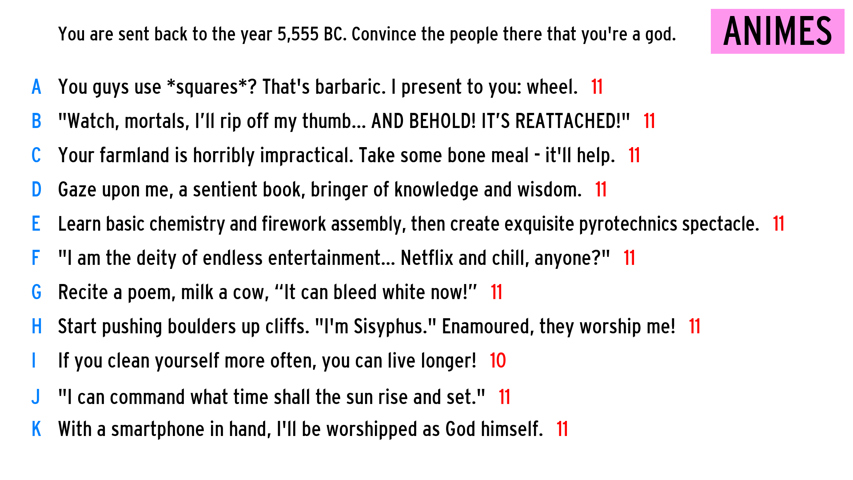 You are sent back to the year 5,555 BC. Convince the people there that you're a god.
ANIMES
A You guys use *squares*? That's barbaric. I present to you: wheel. 11
B "Watch, mortals, I’ll rip off my thumb... AND BEHOLD! IT’S REATTACHED!" 11
C Your farmland is horribly impractical. Take some bone meal - it'll help. 11
D Gaze upon me, a sentient book, bringer of knowledge and wisdom. 11
E Learn basic chemistry and firework assembly, then create exquisite pyrotechnics spectacle. 11
F "I am the deity of endless entertainment... Netflix and chill, anyone?" 11
G Recite a poem, milk a cow, “It can bleed white now!” 11
H Start pushing boulders up cliffs. "I'm Sisyphus." Enamoured, they worship me! 11
I If you clean yourself more often, you can live longer! 10
J "I can command what time shall the sun rise and set." 11
K With a smartphone in hand, I'll be worshipped as God himself. 11